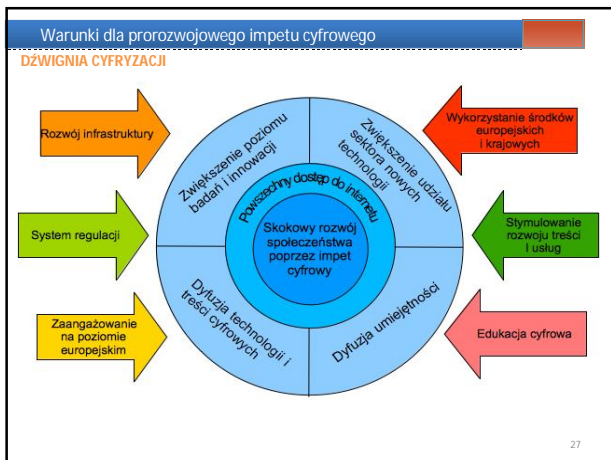 Warunki dla prorozwojowego impetu cyfrowego
DŹWIGNIA CYFRYZACJI
Rozwój infrastruktury
System regulacji
Zaangażowanie
na poziomie
europejskim
Zwiększenie poziomu
badań i innowacji
Zwiększenie udziału
sektora nowych
technologii
Powszechny dostęp do internetu
Skokowy rozwój
społeczeństwa
poprzez impet
cyfrowy
Dyfuzja technologii i
treści cyfrowych
Dyfuzja umiejętności
Wykorzystanie środków
europejskich
i krajowych
Stymulowanie
rozwoju treści
I usług
Edukacja cyfrowa
27